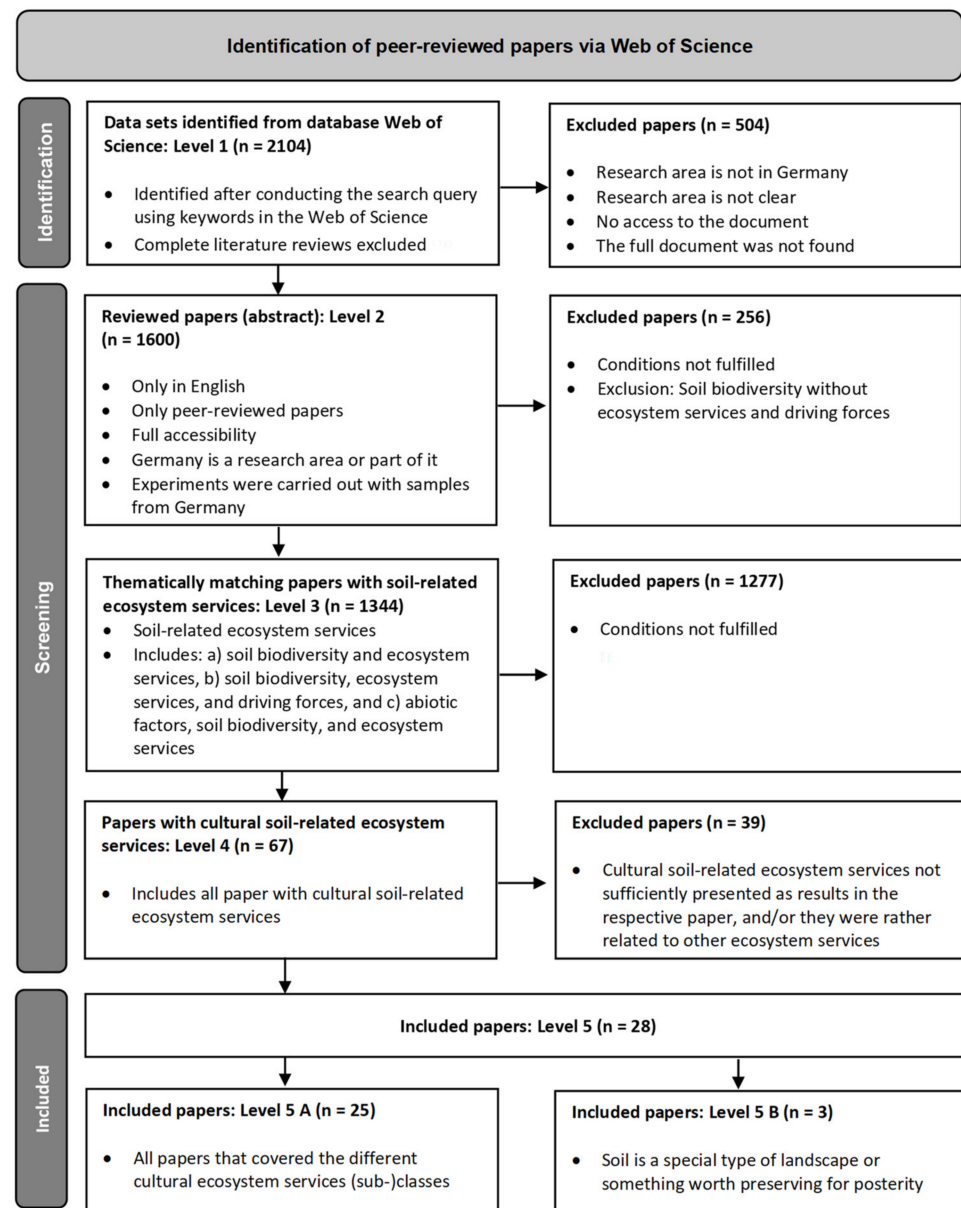 Identification of peer-reviewed papers via Web of Science
Identification
Data sets identified from database Web of
Science: Level 1 (n = 2104)
• Identified after conducting the search query
using keywords in the Web of Science
• Complete literature reviews excluded
Excluded papers (n = 504)
• Research area is not in Germany
• Research area is not clear
• No access to the document
• The full document was not found
Screening
Reviewed papers (abstract): Level 2
(n = 1600)
• Only in English
• Only peer-reviewed papers
• Full accessibility
• Germany is a research area or part of it
• Experiments were carried out with samples
from Germany
Excluded papers (n = 256)
• Conditions not fulfilled
• Exclusion: Soil biodiversity without
ecosystem services and driving forces
Thematically matching papers with soil-related
ecosystem services: Level 3 (n = 1344)
• Soil-related ecosystem services
• Includes: a) soil biodiversity and ecosystem
services, b) soil biodiversity, ecosystem
services, and driving forces, and c) abiotic
factors, soil biodiversity, and ecosystem
services
Excluded papers (n = 1277)
• Conditions not fulfilled
Papers with cultural soil-related ecosystem
services: Level 4 (n = 67)
• Includes all paper with cultural soil-related
ecosystem services
Excluded papers (n = 39)
• Cultural soil-related ecosystem services not
sufficiently presented as results in the
respective paper, and/or they were rather
related to other ecosystem services
Included
Included papers: Level 5 (n = 28)
Included papers: Level 5 A (n = 25)
• All papers that covered the different
cultural ecosystem services (sub-)classes
Included papers: Level 5 B (n = 3)
• Soil is a special type of landscape or
something worth preserving for posterity